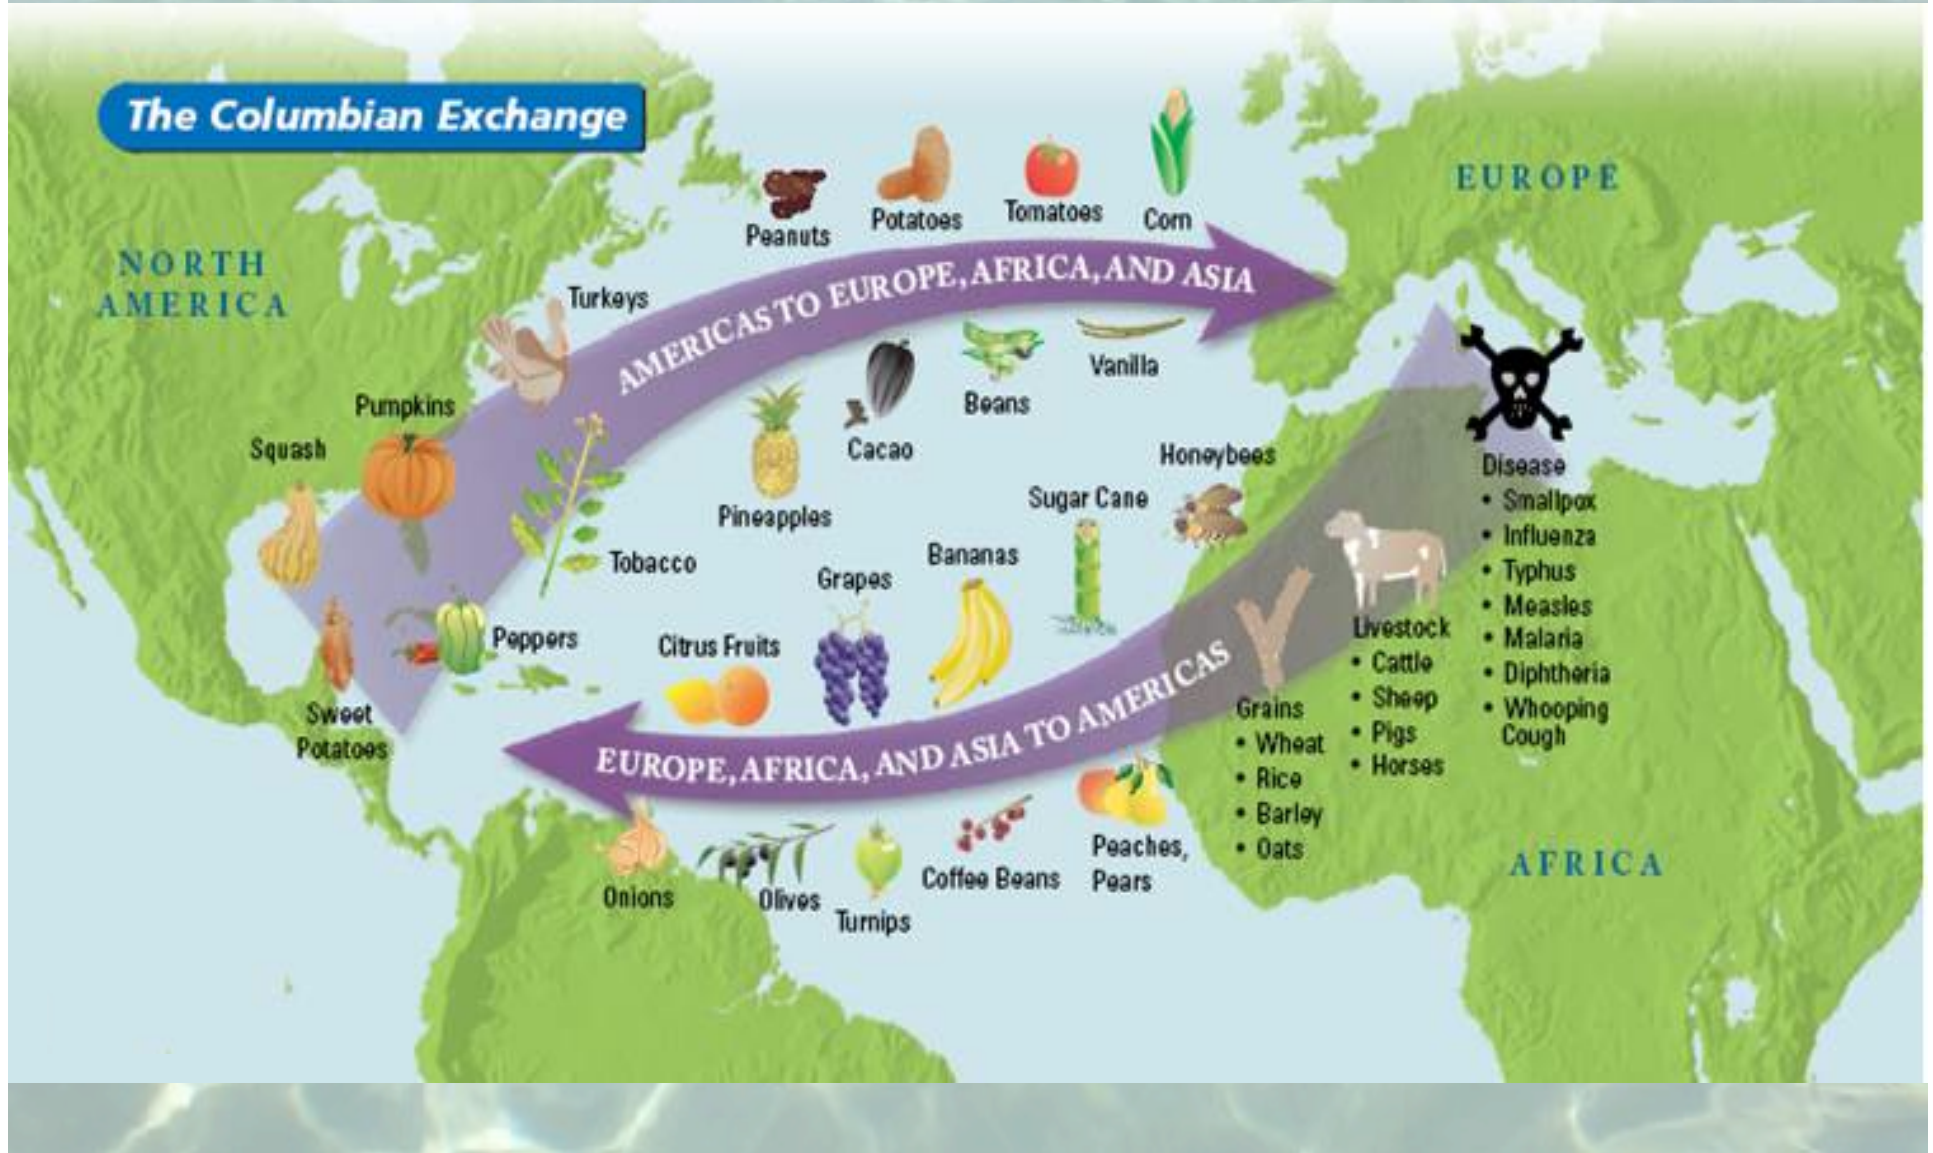 The Columbian Exchange
NORTH
AMERICA
EUROPE
AFRICA
AMERICAS TO EUROPE, AFRICA, AND ASIA
Peanuts
Potatoes
Tomatoes
Corn
Turkeys
Pumpkins
Squash
Tobacco
Peppers
Sweet
Potatoes
Pineapples
Cacao
Beans
Vanilla
EUROPE, AFRICA, AND ASIA TO AMERICAS
Citrus Fruits
Grapes
Bananas
Sugar Cane
Honeybees
Onions
Olives
Turnips
Coffee Beans
Peaches,
Pears
Grains
• Wheat
• Rice
• Barley
• Oats
Livestock
• Cattle
• Sheep
• Pigs
• Horses
Disease
• Smallpox
• Influenza
• Typhus
• Measles
• Malaria
• Diphtheria
• Whooping
Cough